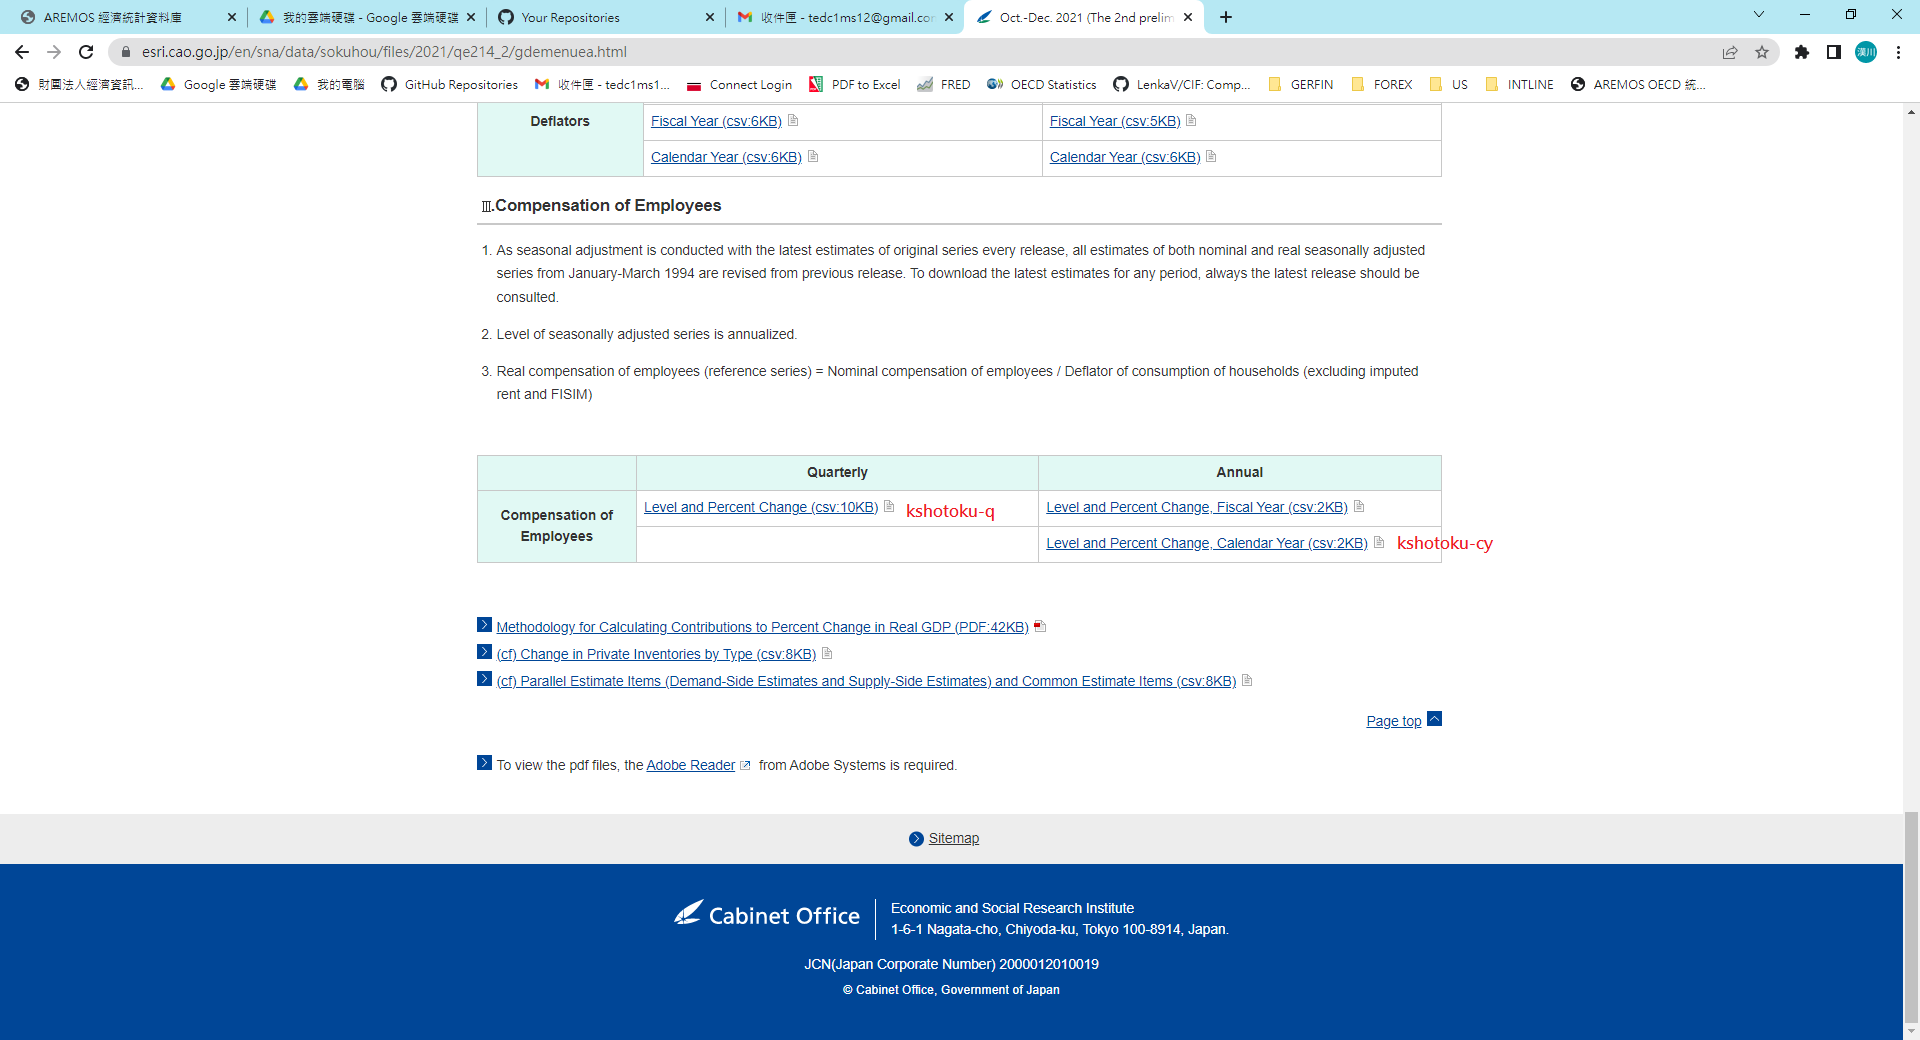 AREMOS 經濟統計資料庫
我的雲端硬碟 - Google 雲端硬碟
Your Repositories
收件匣 - tedc1ms12@gmail.co
Oct.-Dec. 2021 (The 2nd prelim
esri.cao.go.jp/en/sna/data/sokuhou/files/2021/qe214_2/gdemenuea.html
漢川
財團法人經濟資訊...
Google 雲端硬碟
我的電腦
GitHub Repositories
收件匣 - tedc1ms1...
Connect Login
PDF to Excel
FRED
OECD Statistics
LenkaV/CIF: Comp...
GERFIN
FOREX
US
INTLINE
AREMOS OECD 統...
Deflators
Fiscal Year (csv:6KB)
Fiscal Year (csv:5KB)
Calendar Year (csv:6KB)
Calendar Year (csv:6KB)
Ⅲ.Compensation of Employees
1. As seasonal adjustment is conducted with the latest estimates of original series every release, all estimates of both nominal and real seasonally adjusted
series from January-March 1994 are revised from previous release. To download the latest estimates for any period, always the latest release should be
consulted.
2. Level of seasonally adjusted series is annualized.
3. Real compensation of employees (reference series) = Nominal compensation of employees / Deflator of consumption of households (excluding imputed
rent and FISIM)
Quarterly
Annual
Compensation of
Employees
Level and Percent Change (csv:10KB)
kshotoku-q
Level and Percent Change, Fiscal Year (csv:2KB)
Level and Percent Change, Calendar Year (csv:2KB)
kshotoku-cy
Methodology for Calculating Contributions to Percent Change in Real GDP (PDF:42KB)
(cf) Change in Private Inventories by Type (csv:8KB)
(cf) Parallel Estimate Items (Demand-Side Estimates and Supply-Side Estimates) and Common Estimate Items (csv:8KB)
Page top
To view the pdf files, the Adobe Reader from Adobe Systems is required.
Sitemap
Cabinet Office
Economic and Social Research Institute
1-6-1 Nagata-cho, Chiyoda-ku, Tokyo 100-8914, Japan.
JCN(Japan Corporate Number) 2000012010019
© Cabinet Office, Government of Japan